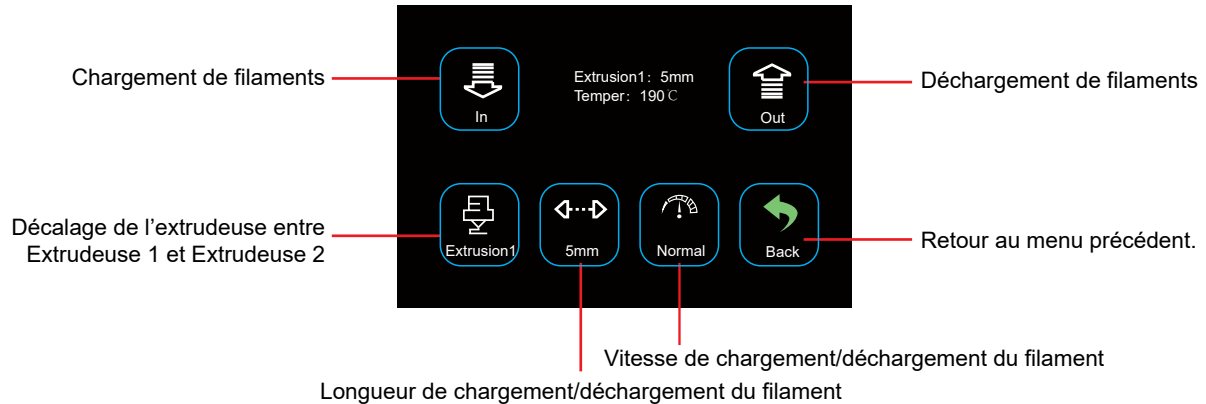 Chargement de filaments
In
Extrusion1: 5mm
Temper: 190℃
Out
Déchargement de filaments
Décalage de l'extrudeuse entre
Extrudeuse 1 et Extrudeuse 2
Extrusion1
5mm
Normal
Back
Retour au menu précédent.
Vitesse de chargement/déchargement du filament
Longueur de chargement/déchargement du filament